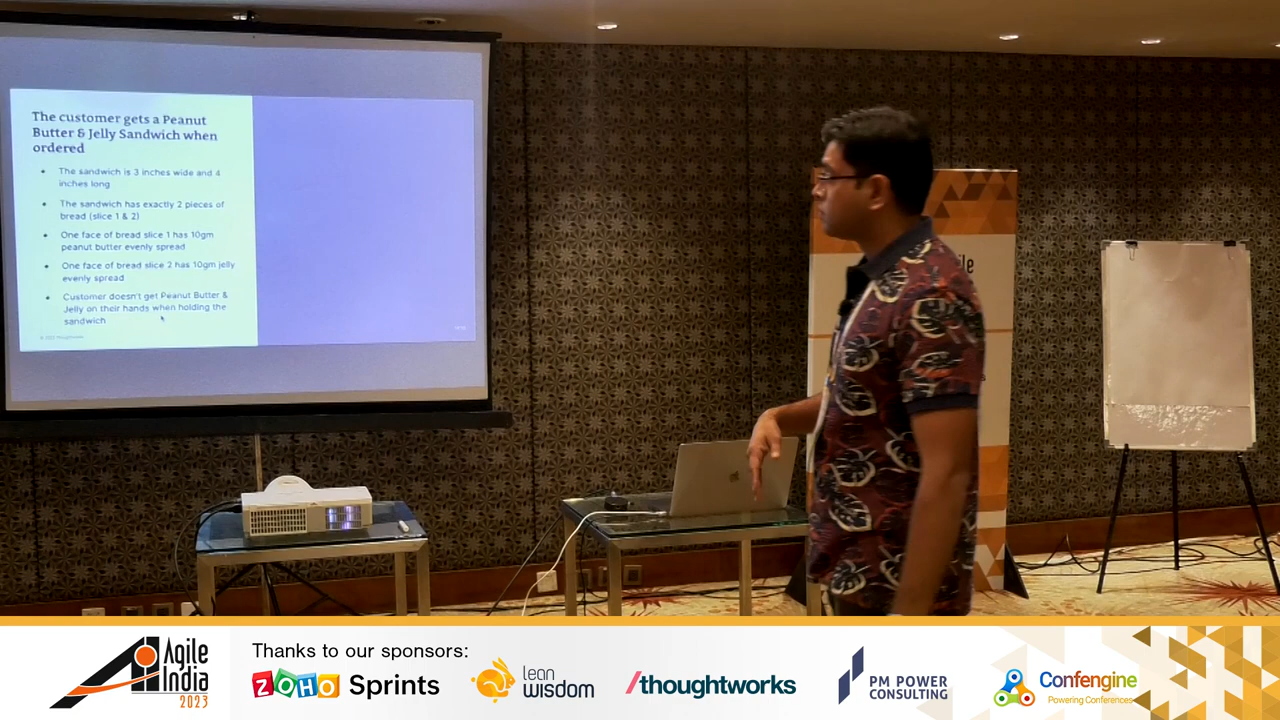 The customer gets a Peanut
Butter & Jelly Sandwich when
ordered
The sandwich is 3 inches wide and 4
inches long
The sandwich has exactly 2 pieces of
bread (slice 1 & 2)
One face of bread slice 1 has 10gm
peanut butter evenly spread
One face of bread slice 2 has 10gm jelly
evenly spread
Customer doesn't get Peanut Butter &
Jelly on their hands when holding the
sandwich
Agile
India
2023
Thanks to our sponsors:
ZOHO Sprints
lean
wisdom
/thoughtworks
PM POWER
CONSULTING
Confengine
Powering Conferences